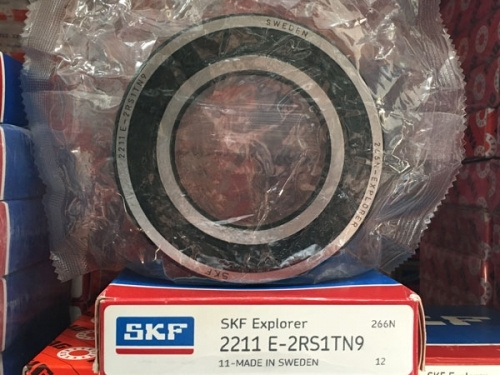 SWEDEN
2211 E-2RS1TN9
SKF
SKF
SKF Explorer
266N
2211 E-2RS1TN9
11-MADE IN SWEDEN
12